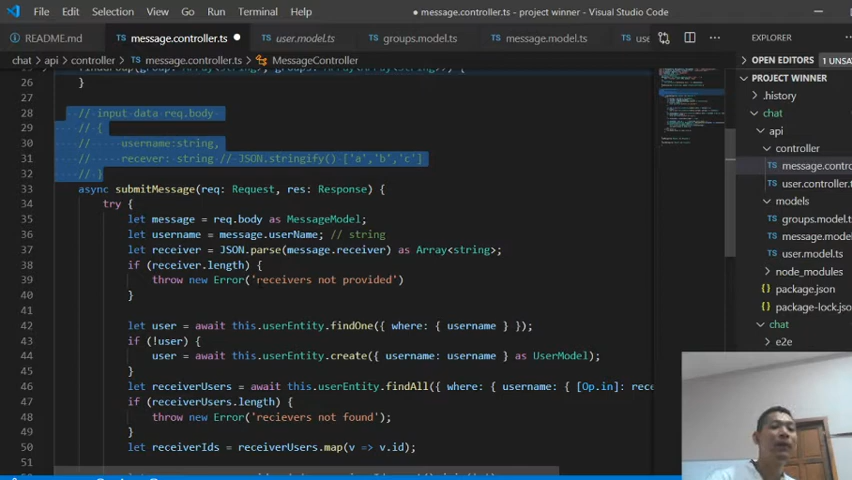 File Edit Selection View Go Run Terminal Help
message.controller.ts - project winner - Visual Studio Code
README.md message.controller.ts user.model.ts groups.model.ts message.model.ts use
chat > api > controller > message.controller.ts > MessageController
26 }
27
28 // input data req.body
29 // {
30 // username:string,
31 // recever: string // JSON.stringify() ['a','b','c']
32 // }
33 async submitMessage(req: Request, res: Response) {
34 try {
35 let message = req.body as MessageModel;
36 let username = message.userName; // string
37 let receiver = JSON.parse(message.receiver) as Array<string>;
38 if (receiver.length) {
39 throw new Error('receivers not provided')
40 }
41
42 let user = await this.userEntity.findOne({ where: { username } });
43 if (!user) {
44 user = await this.userEntity.create({ username: username } as UserModel);
45 }
46 let receiverUsers = await this.userEntity.findAll({ where: { username: { [Op.in]: rece
47 if (receiverUsers.length) {
48 throw new Error('recievers not found');
49 }
50 let receiverIds = receiverUsers.map(v => v.id);
51
EXPLORER
OPEN EDITORS 1 UNSA
PROJECT WINNER
.history
chat
api
controller
message.contro
user.controller.t
models
groups.model.ts
message.model
user.model.ts
node_modules
package.json
package-lock.json
chat
e2e